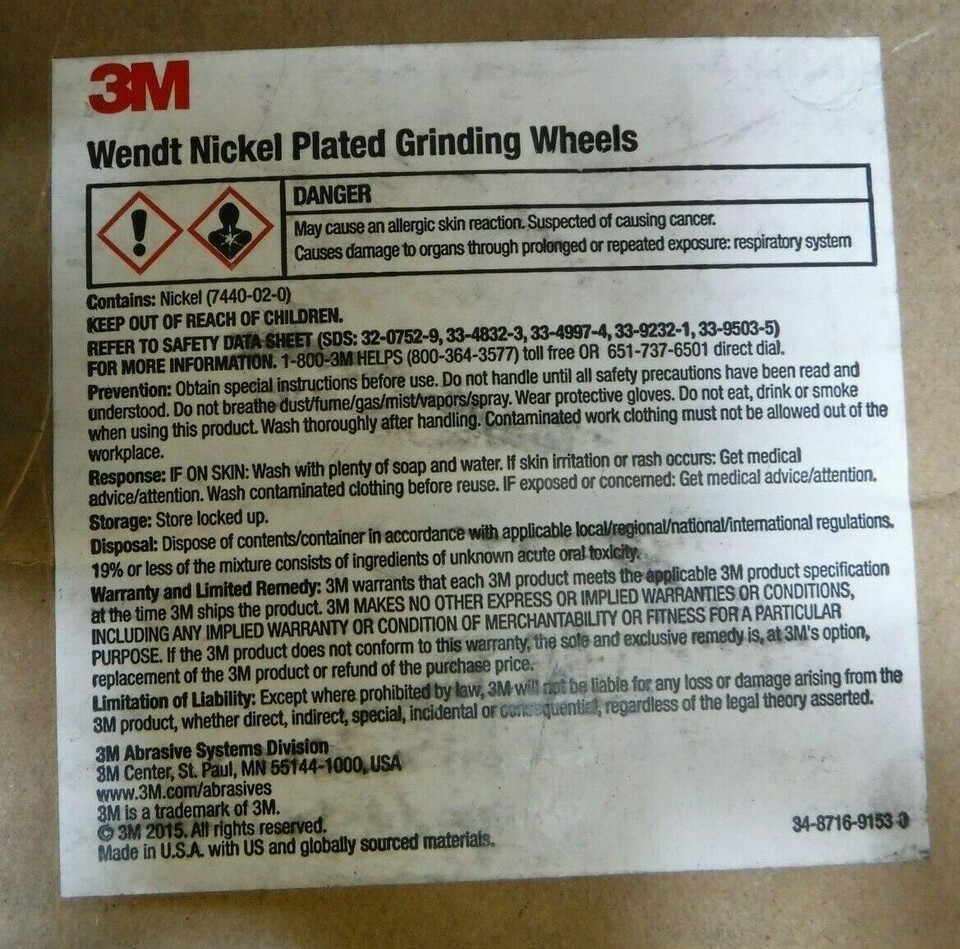 3M
Wendt Nickel Plated Grinding Wheels
DANGER
May cause an allergic skin reaction. Suspected of causing cancer.
Causes damage to organs through prolonged or repeated exposure: respiratory system
Contains: Nickel (7440-02-0)
KEEP OUT OF REACH OF CHILDREN.
REFER TO SAFETY DATA SHEET (SDS: 32-0752-9, 33-4832-3, 33-4997-4, 33-9232-1, 33-9503-5)
FOR MORE INFORMATION. 1-800-3M HELPS (800-364-3577) toll free OR 651-737-6501 direct dial.
Prevention: Obtain special instructions before use. Do not handle until all safety precautions have been read and
understood. Do not breathe dust/fume/gas/mist/vapors/spray. Wear protective gloves. Do not eat, drink or smoke
when using this product. Wash thoroughly after handling. Contaminated work clothing must not be allowed out of the
workplace.
Response: IF ON SKIN: Wash with plenty of soap and water. If skin irritation or rash occurs: Get medical
advice/attention. Wash contaminated clothing before reuse. IF exposed or concerned: Get medical advice/attention.
Storage: Store locked up.
Disposal: Dispose of contents/container in accordance with applicable local/regional/national/international regulations.
19% or less of the mixture consists of ingredients of unknown acute oral toxicity.
Warranty and Limited Remedy: 3M warrants that each 3M product meets the applicable 3M product specification
at the time 3M ships the product. 3M MAKES NO OTHER EXPRESS OR IMPLIED WARRANTIES OR CONDITIONS,
INCLUDING ANY IMPLIED WARRANTY OR CONDITION OF MERCHANTABILITY OR FITNESS FOR A PARTICULAR
PURPOSE. If the 3M product does not conform to this warranty, the sole and exclusive remedy is, at 3M's option,
replacement of the 3M product or refund of the purchase price.
Limitation of Liability: Except where prohibited by law, 3M will not be liable for any loss or damage arising from the
3M product, whether direct, indirect, special, incidental or consequential, regardless of the legal theory asserted.
3M Abrasive Systems Division
3M Center, St. Paul, MN 55144-1000, USA
www.3M.com/abrasives
3M is a trademark of 3M.
© 3M 2015. All rights reserved.
Made in U.S.A. with US and globally sourced materials.
34-8716-9153-0